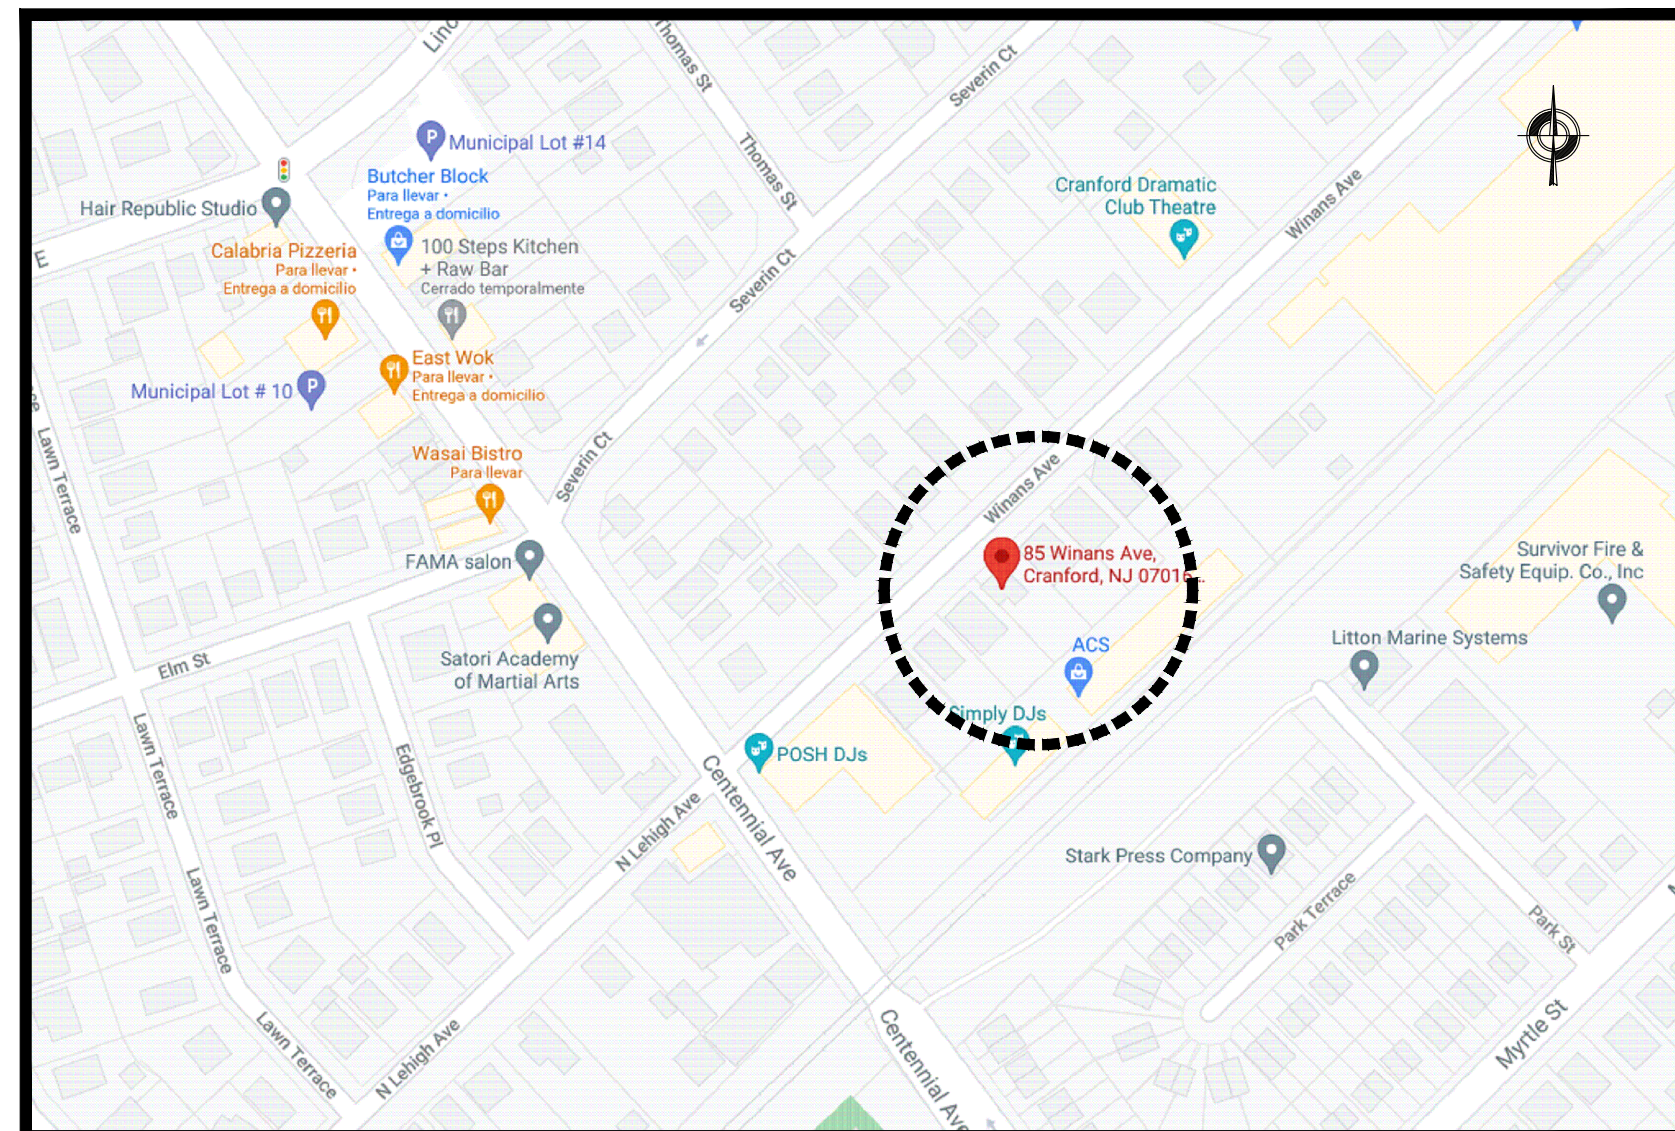 Thomas St
Severin Ct
Municipal Lot #14
Butcher Block
Para llevar •
Entrega a domicilio
Thomas St
Winans Ave
Cranford Dramatic
Club Theatre
Hair Republic Studio
E
Calabria Pizzeria
Para llevar •
Entrega a domicilio
100 Steps Kitchen
+ Raw Bar
Cerrado temporalmente
Severin Ct
East Wok
Para llevar •
Entrega a domicilio
Municipal Lot # 10
Lawn Terrace
Wasai Bistro
Para llevar
Severin Ct
Winans Ave
FAMA salon
85 Winans Ave,
Cranford, NJ 07016...
Survivor Fire &
Safety Equip. Co., Inc
Litton Marine Systems
ACS
Elm St
Satori Academy
of Martial Arts
Simply DJs
POSH DJs
Lawn Terrace
Edgebrook Pl
Centennial Ave
N Lehigh Ave
Stark Press Company
Park Terrace
Park St
Lawn Terrace
Lawn Terrace
N Lehigh Ave
Centennial Ave
Myrtle St